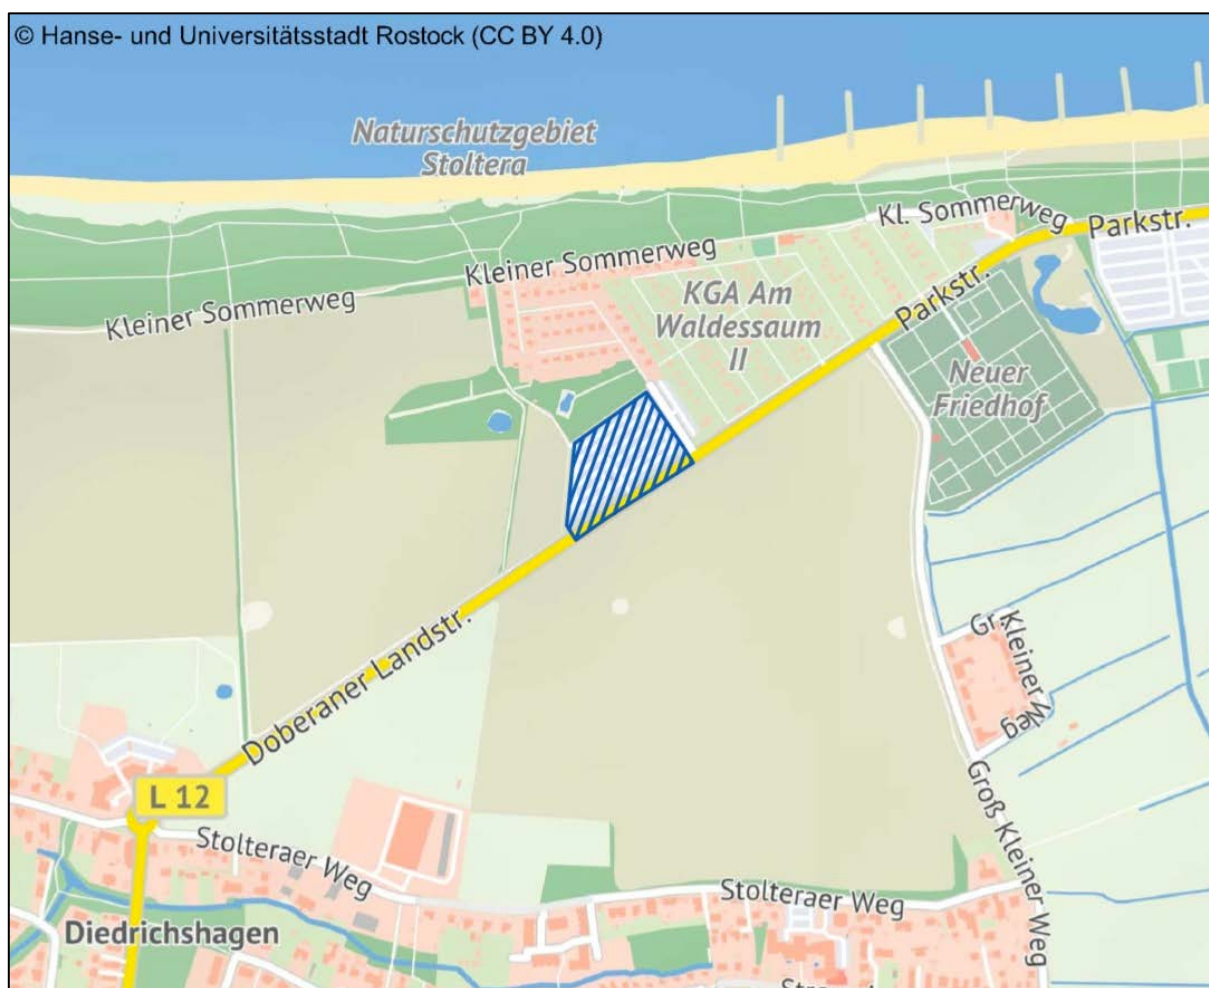 © Hanse- und Universitätsstadt Rostock (CC BY 4.0)
Naturschutzgebiet
Stoltera
Kl. Sommerweg
Parkstr.
Kleiner Sommerweg
Kleiner Sommerweg
KGA Am
Waldessaum
II
Parkstr.
Neuer
Friedhof
Doberaner Landstr.
Gr.
Kleiner Weg
L 12
Stolteraer Weg
Stolteraer Weg
Groß Kleiner Weg
Diedrichshagen